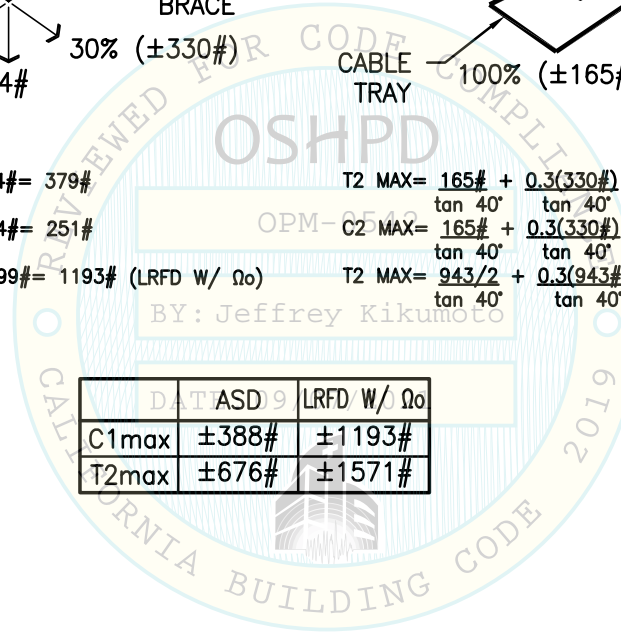 BRACE
30% (±330#)
4#
CABLE
TRAY
100% (±165#
4#= 379#
4#= 251#
99#= 1193# (LRFD W/ Ωo)
T2 MAX= 165# + 0.3(330#)
tan 40° tan 40°
C2 MAX= 165# + 0.3(330#)
tan 40° tan 40°
T2 MAX= 943/2 + 0.3(943#
tan 40° tan 40°
ASD LRFD W/ Ωo
C1max ±388# ±1193#
T2max ±676# ±1571#
REVIEWED FOR CODE COMPLIANCE
OSHPD
BY: Jeffrey Kikumoto
CALIFORNIA BUILDING CODE 2019